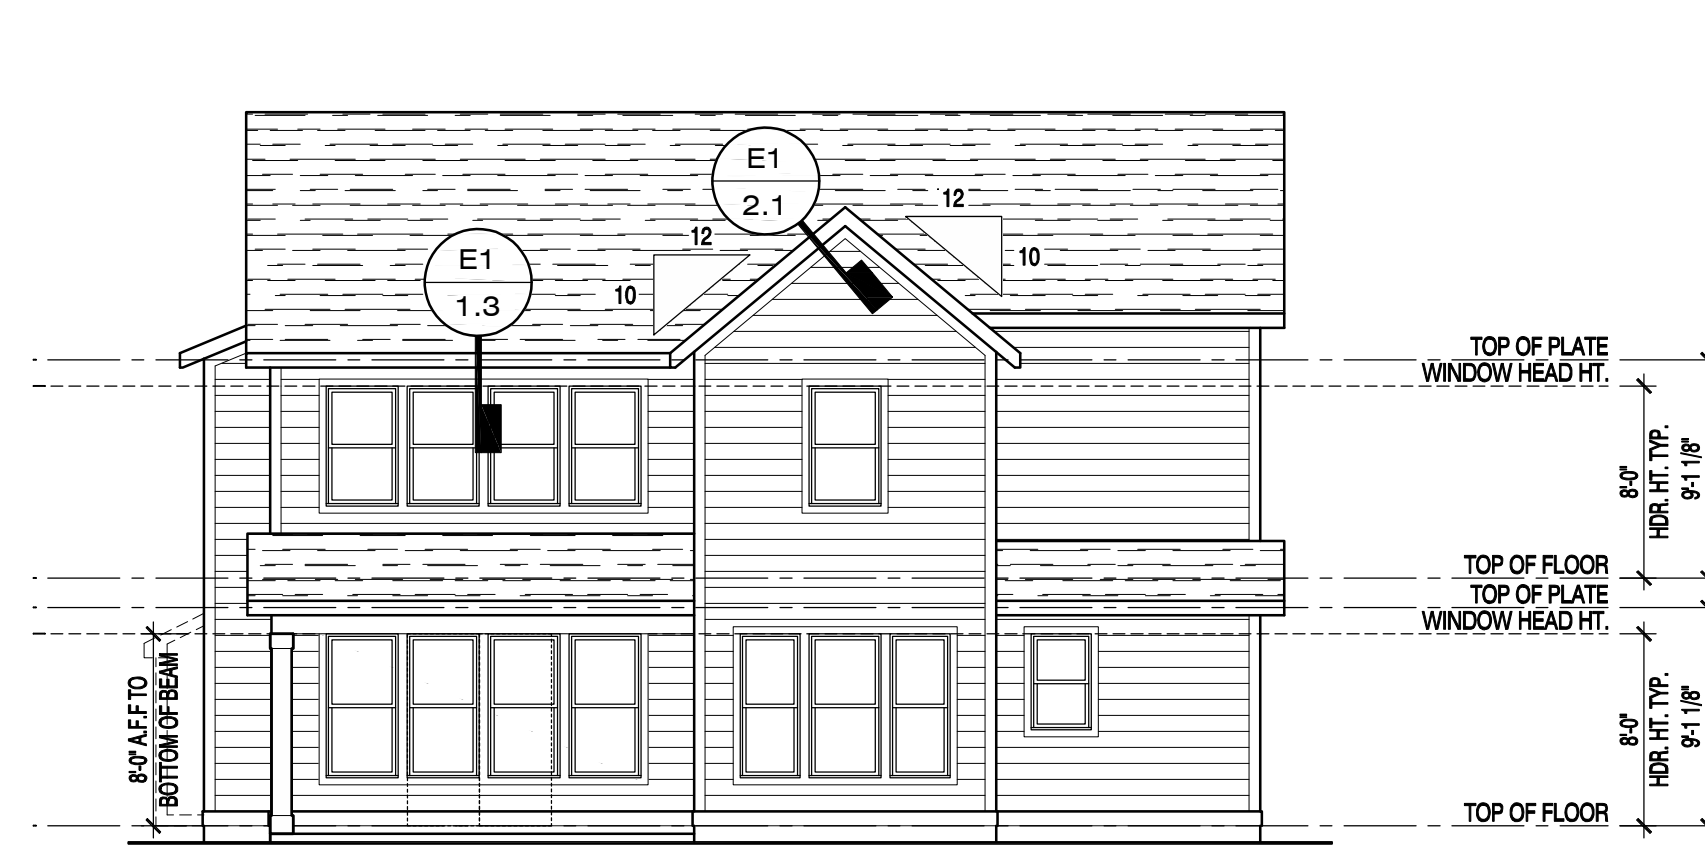 E1
2.1
12
12
10
E1
1.3
10
TOP OF PLATE
WINDOW HEAD HT.
8'-0"
HDR. HT. TYP.
9'-1 1/8"
TOP OF FLOOR
TOP OF PLATE
WINDOW HEAD HT.
8'-0" A.F.F TO
BOTTOM OF BEAM
8'-0"
HDR. HT. TYP.
9'-1 1/8"
TOP OF FLOOR